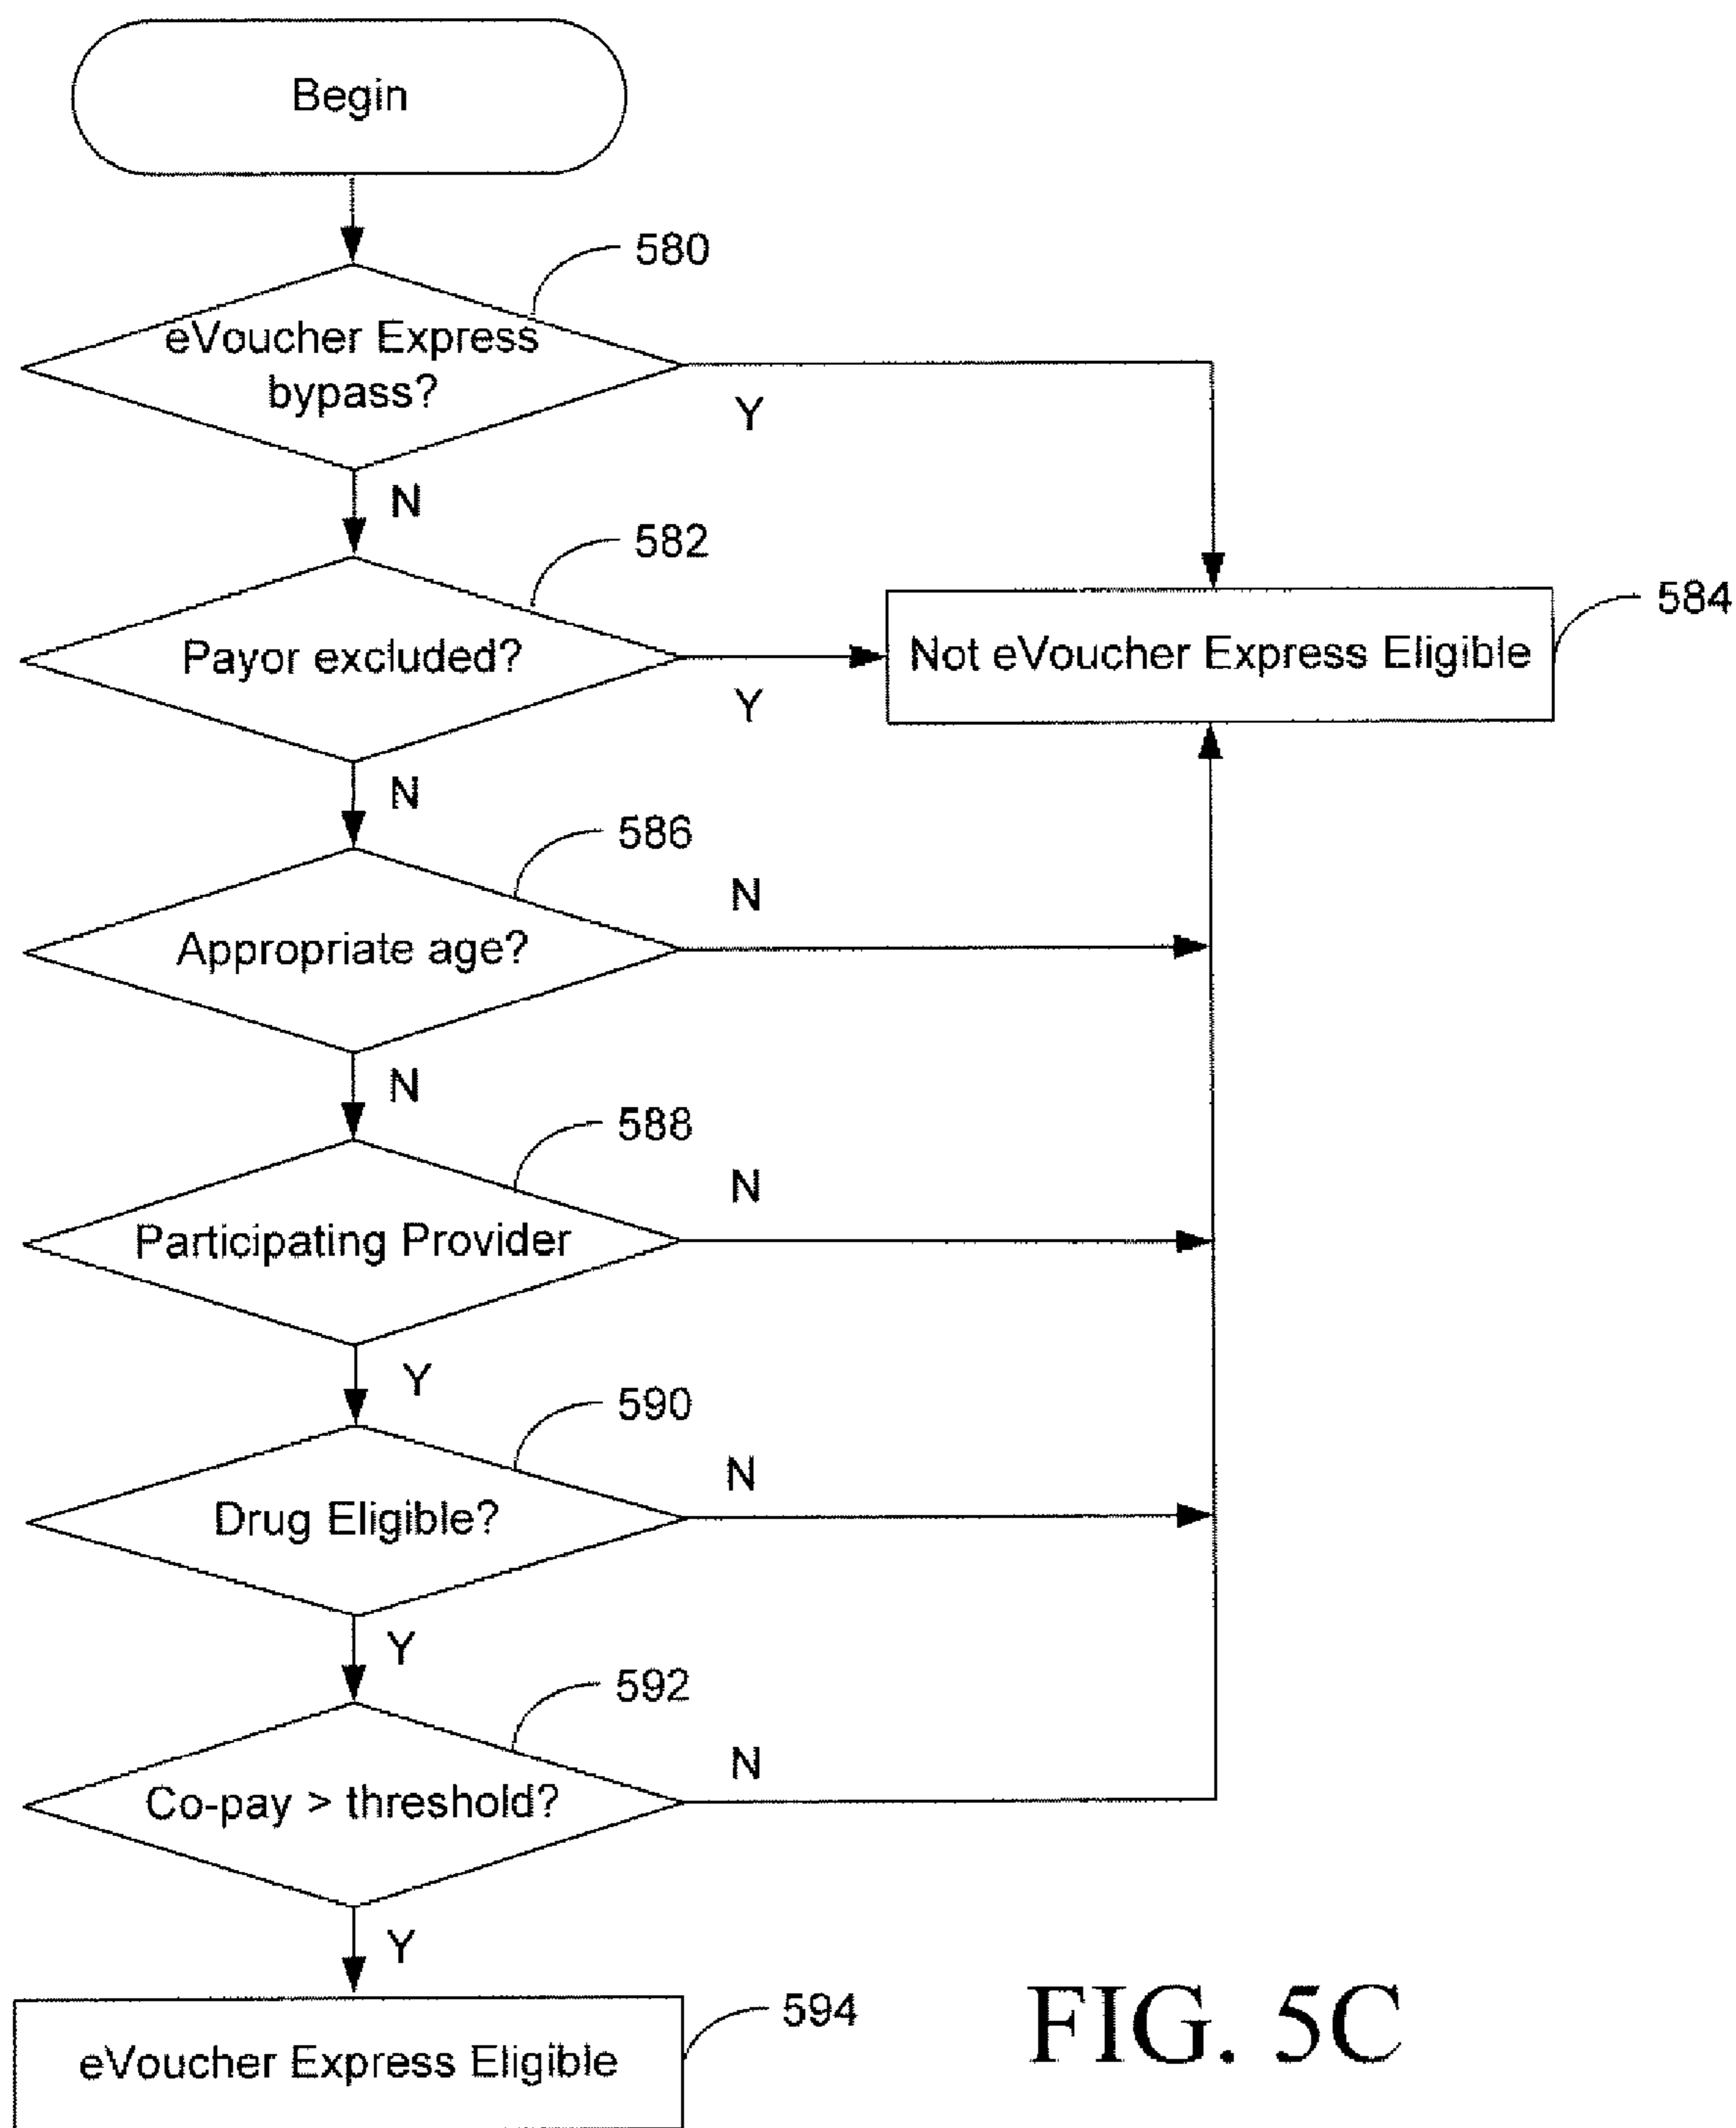 Begin
580
eVoucher Express
bypass?
Y
N
582
Payor excluded?
Y
Not eVoucher Express Eligible
584
N
586
Appropriate age?
N
N
588
Participating Provider
N
Y
590
Drug Eligible?
N
Y
592
Co-pay > threshold?
N
Y
594
eVoucher Express Eligible
FIG. 5C